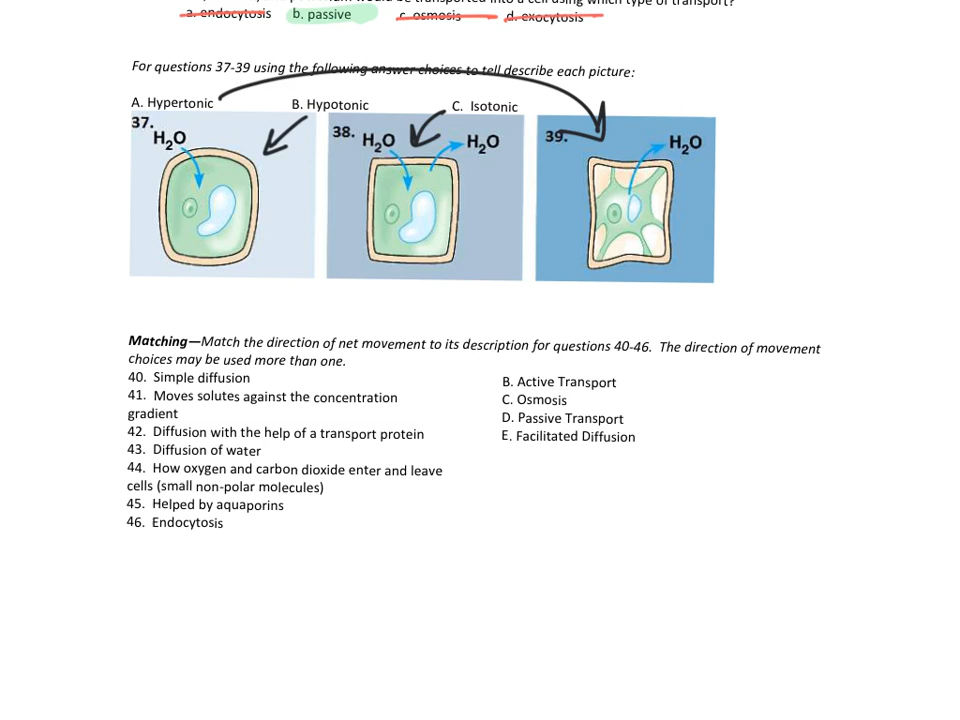 a. endocytosis b. passive c. osmosis d. exocytosis
For questions 37-39 using the following answer choices to tell describe each picture:
A. Hypertonic B. Hypotonic C. Isotonic
37. H₂O
38. H₂O H₂O
39. H₂O
Matching—Match the direction of net movement to its description for questions 40-46. The direction of movement
choices may be used more than one.
40. Simple diffusion
41. Moves solutes against the concentration
gradient
42. Diffusion with the help of a transport protein
43. Diffusion of water
44. How oxygen and carbon dioxide enter and leave
cells (small non-polar molecules)
45. Helped by aquaporins
46. Endocytosis
B. Active Transport
C. Osmosis
D. Passive Transport
E. Facilitated Diffusion